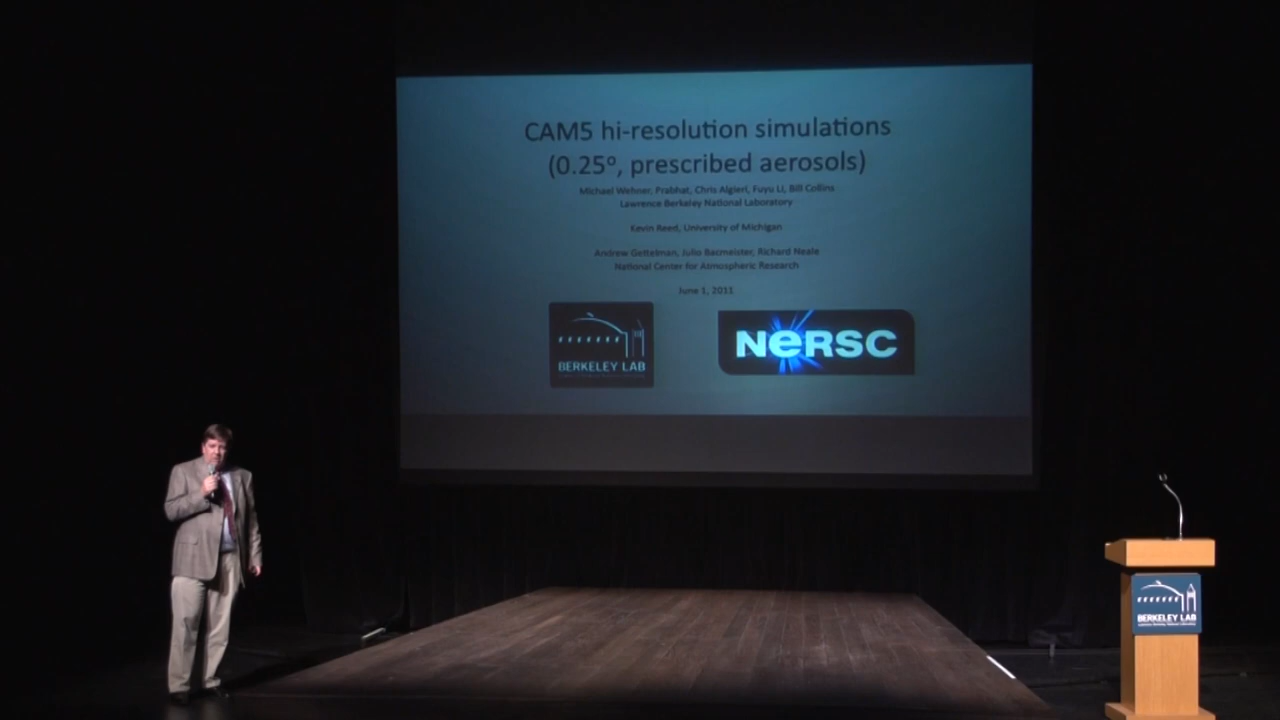 CAM5 hi-resolution simulations
(0.25º, prescribed aerosols)
Michael Wehner, Prabhat, Chris Algieri, Fuyu Li, Bill Collins
Lawrence Berkeley National Laboratory
Kevin Reed, University of Michigan
Andrew Gettelman, Julio Bacmeister, Richard Neale
National Center for Atmospheric Research
June 1, 2011
BERKELEY LAB
NERSC
BERKELEY LAB